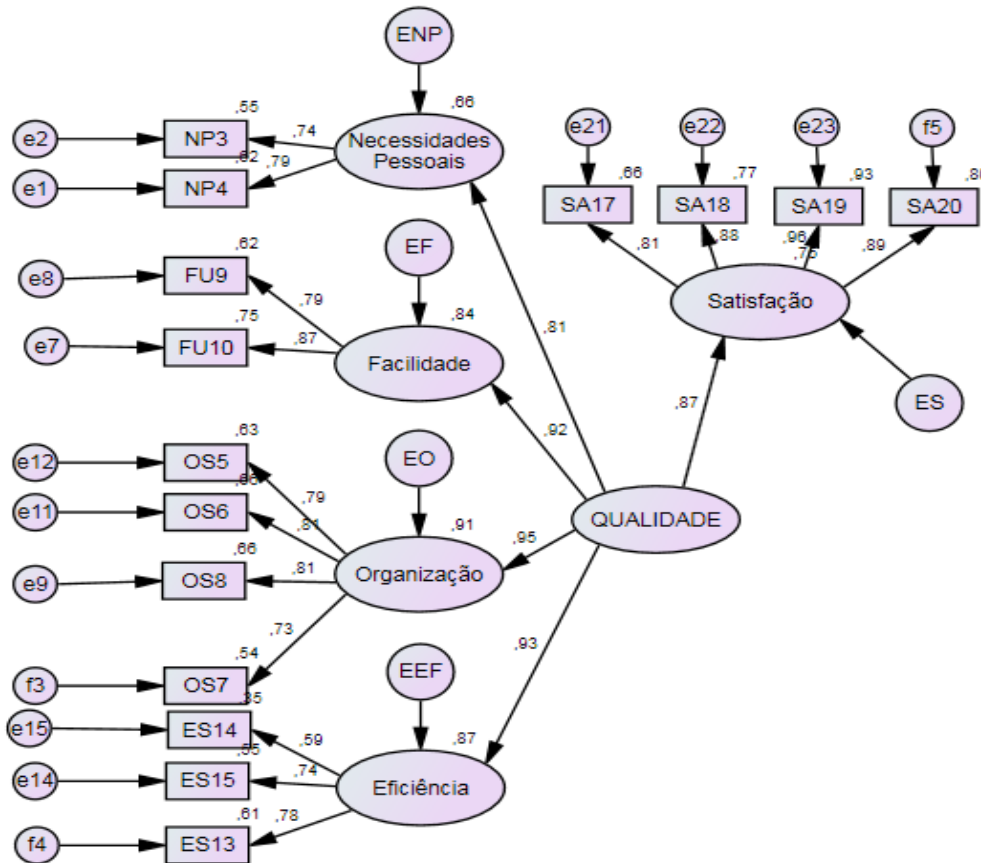 ENP
,66
,55
e2
NP3
,74
Necessidades
Pessoais
,62
e1
NP4
,79
e21
e22
e23
f5
,66
,77
,93
SA17
SA18
SA19
SA20
,81
,88
,96
,75
,89
Satisfação
ES
,87
EF
,84
,62
e8
FU9
,79
,75
e7
FU10
,87
Facilidade
,81
,92
QUALIDADE
,95
,93
EO
,91
,63
e12
OS5
,79
e11
OS6
,81
,66
e9
OS8
,81
Organização
,73
,54
f3
OS7
EEF
,87
,35
e15
ES14
,59
,55
e14
ES15
,74
Eficiência
,61
f4
ES13
,78